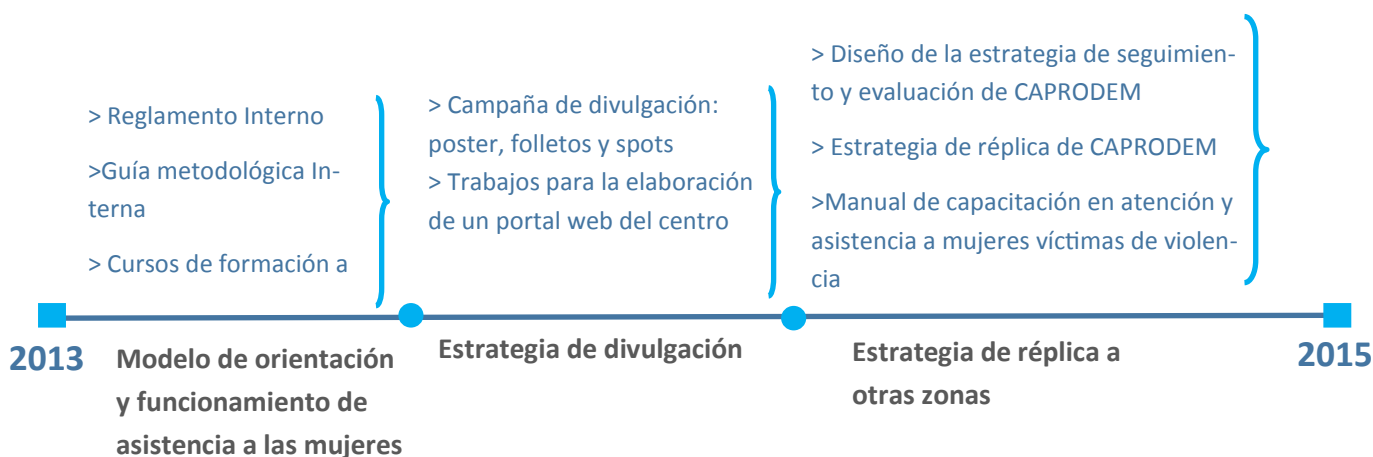 > Reglamento Interno
>Guía metodológica In-
terna
> Cursos de formación a
> Campaña de divulgación:
poster, folletos y spots
> Trabajos para la elaboración
de un portal web del centro
> Diseño de la estrategia de seguimien-
to y evaluación de CAPRODEM
> Estrategia de réplica de CAPRODEM
>Manual de capacitación en atención y
asistencia a mujeres víctimas de violen-
cia
2013
Modelo de orientación
y funcionamiento de
asistencia a las mujeres
Estrategia de divulgación
Estrategia de réplica a
otras zonas
2015